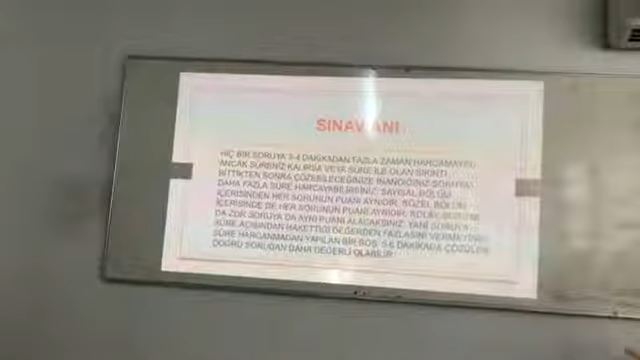 SINAV ANI
HİÇ BİR SORUYA 3-4 DAKİKADAN FAZLA ZAMAN HARCAMAYIN.
ANCAK SÜRENİZ KALIRSA VEYA SÜRE İLE OLAN SIKINTI
BİTTİKTEN SONRA ÇÖZEBİLECEĞİNİZE İNANDIĞINIZ SORUYA
DAHA FAZLA SÜRE HARCAYABİLİRSİNİZ. SAYISAL BÖLÜM
İÇERİSİNDEN HER SORUNUN PUANI AYNIDIR, SÖZEL BÖLÜM
İÇERİSİNDE DE HER SORUNUN PUANI AYNIDIR. KOLAY SORUYU
DA ZOR SORUYA DA AYNI PUANI ALACAKSINIZ. YANİ SORUYA
SÜRE AÇISINDAN HAKETTİĞİ DEĞERDEN FAZLASINI VERMEYİNİZ.
SÜRE HARCANMADAN YAPILAN BİR BOŞ, 5-6 DAKİKADA ÇÖZÜLEN
DOĞRU SORUDAN DAHA DEĞERLİ OLABİLİR